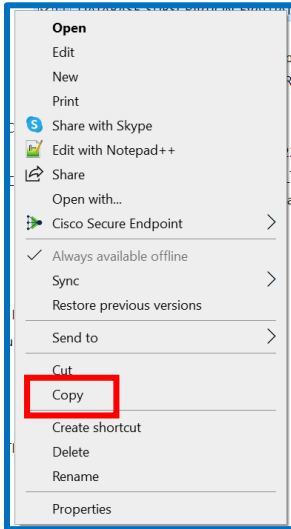 Open
Edit
New
Print
Share with Skype
Edit with Notepad++
Share
Open with...
Cisco Secure Endpoint
Always available offline
Sync
Restore previous versions
Send to
Cut
Copy
Create shortcut
Delete
Rename
Properties